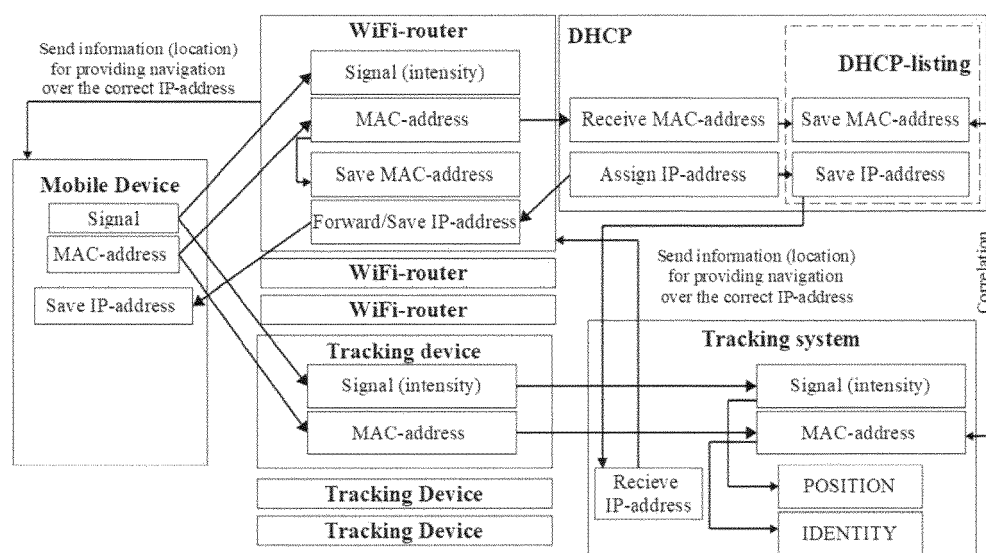 Send information (location)
for providing navigation
over the correct IP-address
WiFi-router
Signal (intensity)
MAC-address
Save MAC-address
Forward/Save IP-address
DHCP
DHCP-listing
Receive MAC-address
Save MAC-address
Assign IP-address
Save IP-address
Mobile Device
Signal
MAC-address
Save IP-address
WiFi-router
WiFi-router
Send information (location)
for providing navigation
over the correct IP-address
Correlation
Tracking device
Signal (intensity)
MAC-address
Tracking Device
Tracking Device
Tracking system
Signal (intensity)
MAC-address
Recieve
IP-address
POSITION
IDENTITY